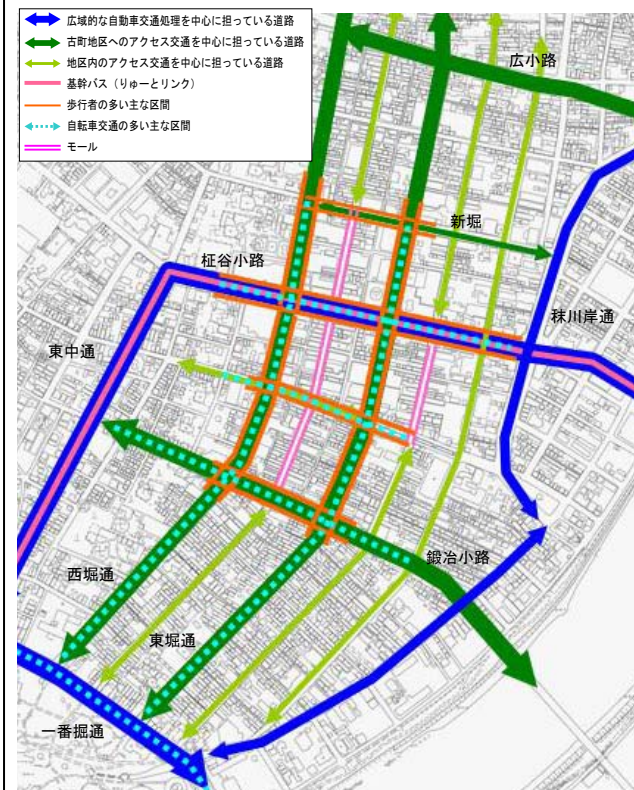 広域的な自動車交通処理を中心に担っている道路
古町地区へのアクセス交通を中心に担っている道路
地区内のアクセス交通を中心に担っている道路
基幹バス（りゅーとリンク）
歩行者の多い主な区間
自転車交通の多い主な区間
モール
広小路
新堀
柾谷小路
秣川岸通
東中通
鍛冶小路
西堀通
東堀通
一番掘通